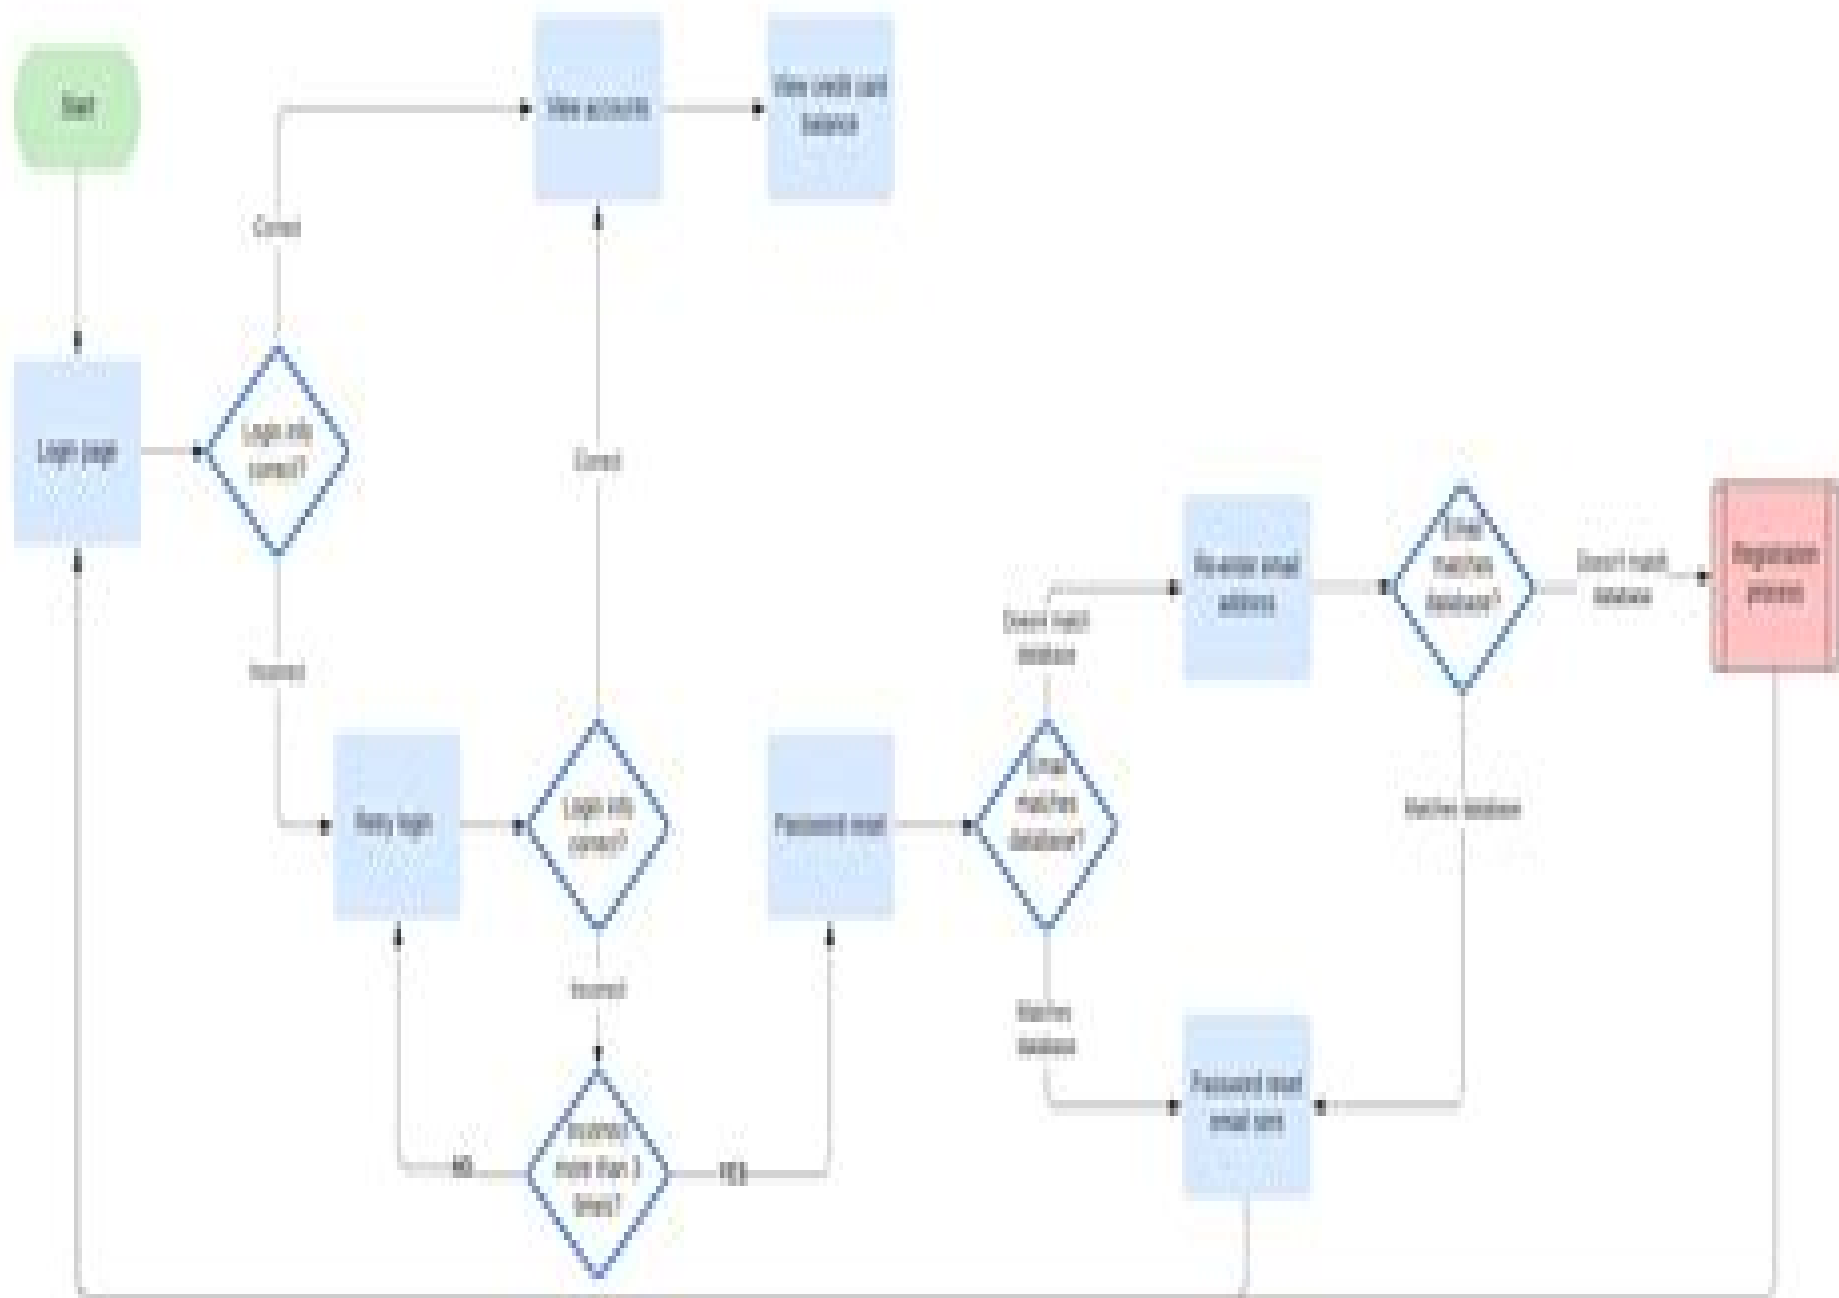 Start
View accounts
View credit card
balance
Correct
Login page
Login info
correct?
Correct
Incorrect
Retry login
Login info
correct?
Incorrect
Incorrect
more than 3
times?
NO
YES
Password reset
Email
matches
database?
Doesn't match
database
Matches
database
Re-enter email
address
Email
matches
database?
Doesn't match
database
Registration
process
Matches database
Password reset
email sent